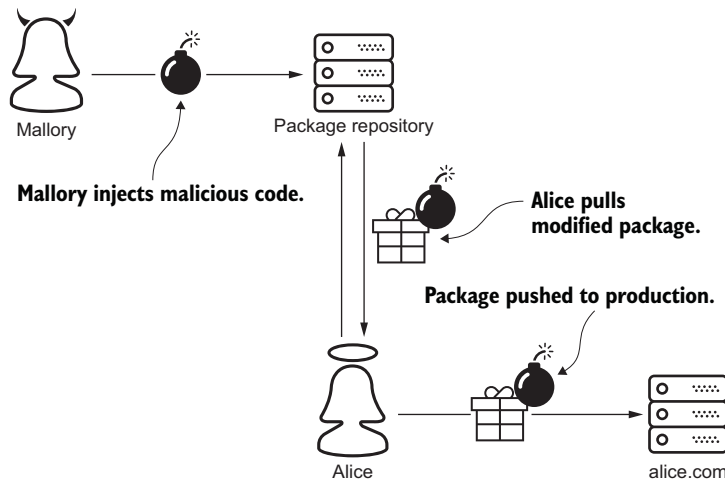 Mallory
Package repository
Mallory injects malicious code.
Alice pulls
modified package.
Package pushed to production.
Alice
alice.com